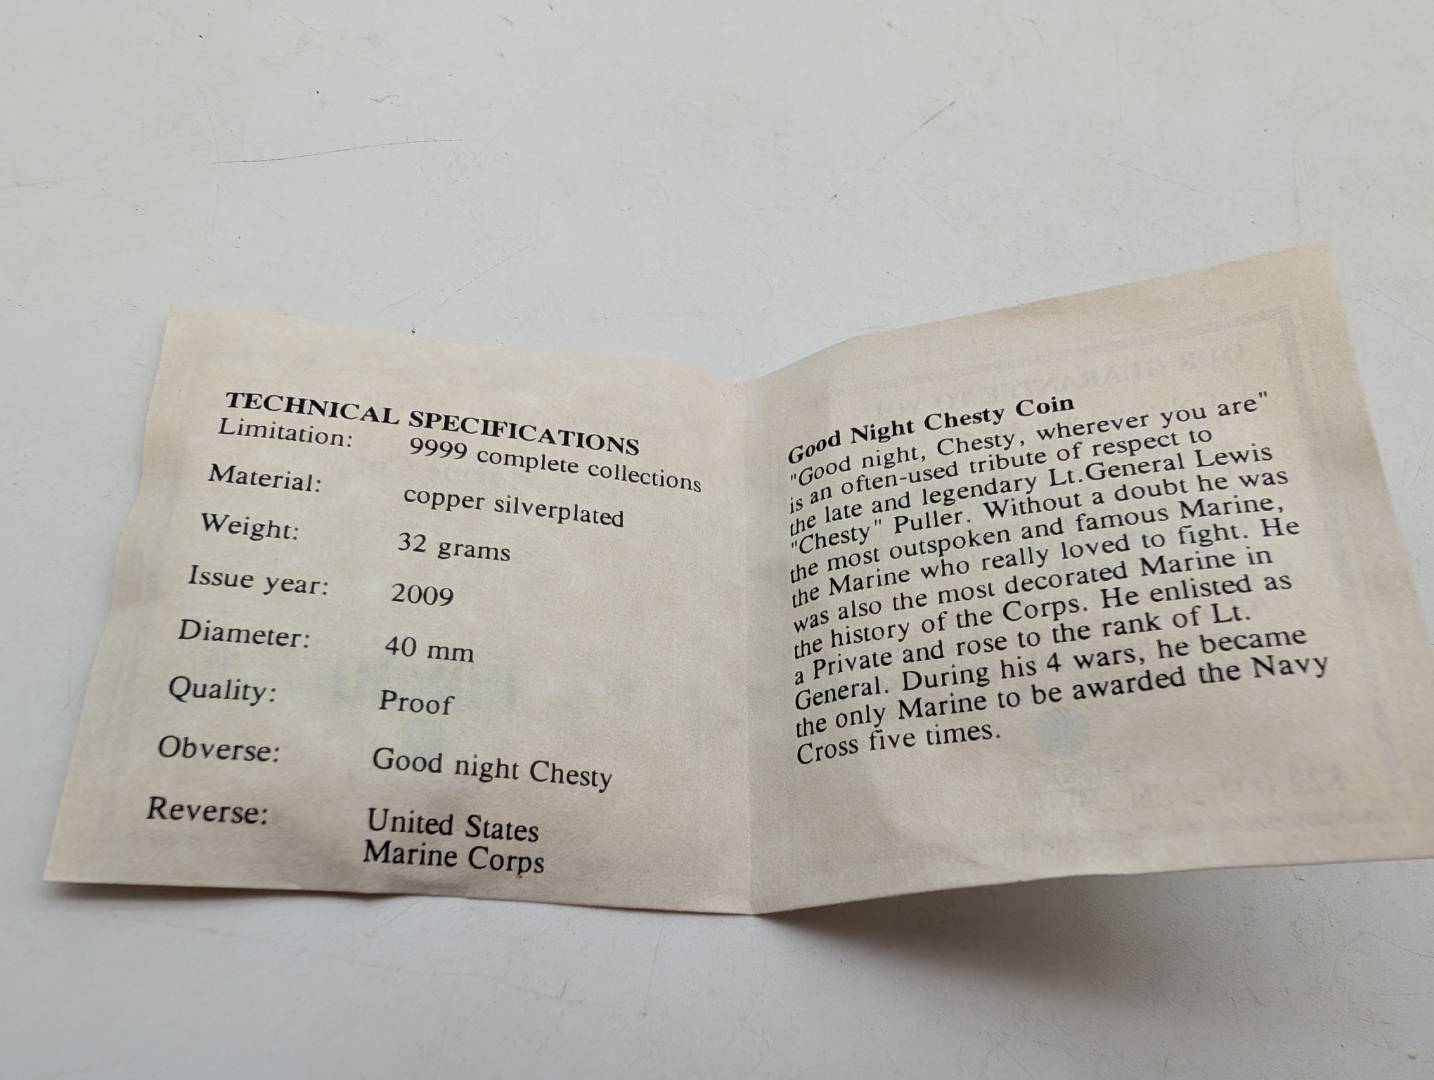 TECHNICAL SPECIFICATIONS
Limitation: 9999 complete collections
Material: copper silverplated
Weight: 32 grams
Issue year: 2009
Diameter: 40 mm
Quality: Proof
Obverse: Good night Chesty
Reverse: United States
Marine Corps
Good Night Chesty Coin
"Good night, Chesty, wherever you are"
is an often-used tribute of respect to
the late and legendary Lt.General Lewis
"Chesty" Puller. Without a doubt he was
the most outspoken and famous Marine,
the Marine who really loved to fight. He
was also the most decorated Marine in
the history of the Corps. He enlisted as
a Private and rose to the rank of Lt.
General. During his 4 wars, he became
the only Marine to be awarded the Navy
Cross five times.